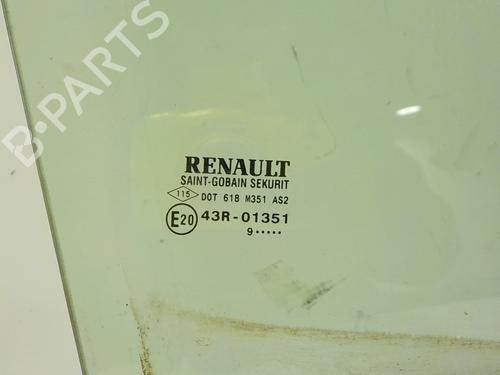 B-PARTS
RENAULT
SAINT-GOBAIN SEKURIT
115 DOT 618 M351 AS2
E20 43R-01351
9·····